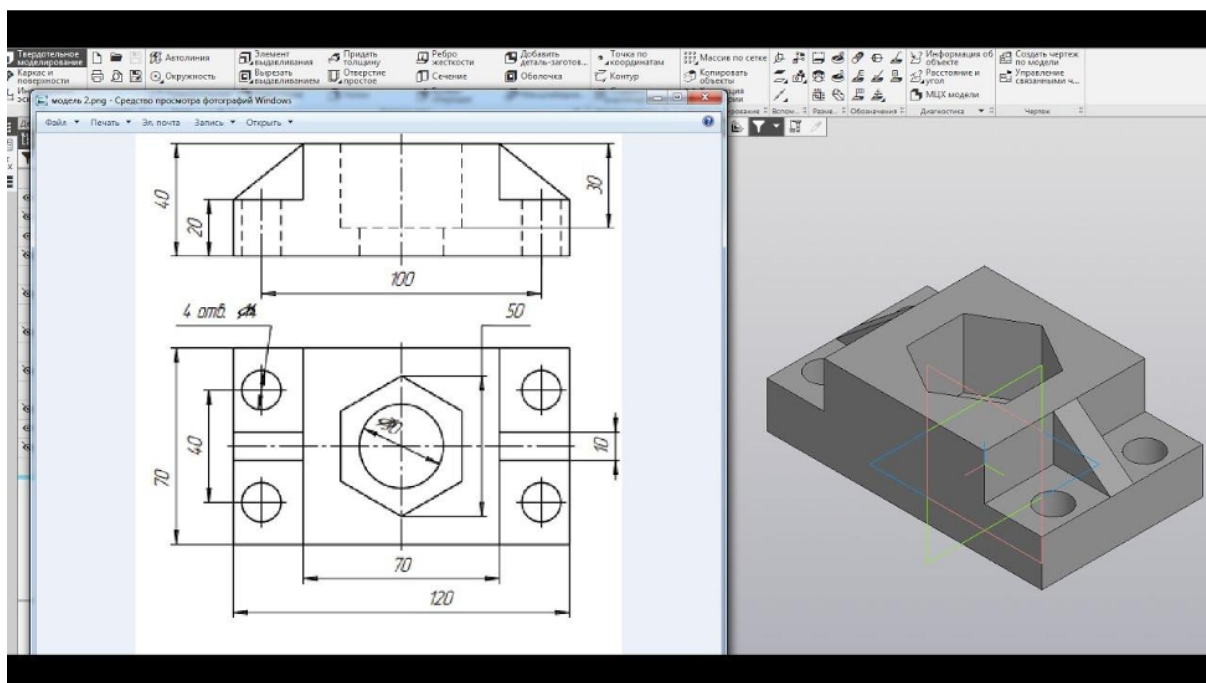 Твердотельное моделирование
Автолиния
Элемент выдавливания
Придать толщину
Ребро жесткости
Добавить деталь-заготов...
Точка по координатам
Массив по сетке
Информация об объекте
Создать чертеж по модели
Каркас и поверхности
Окружность
Вырезать выдавливанием
Отверстие простое
Сечение
Оболочка
Контур
Копировать объекты
Расстояние и угол
Управление связанными ч...
МЦХ модели
Вспом...
Разме...
Обозначения
Диагностика
Чертеж
модель 2.png - Средство просмотра фотографий Windows
Файл
Печать
Эл. почта
Запись
Открыть
40
20
30
100
4 отв.
50
70
40
10
70
120